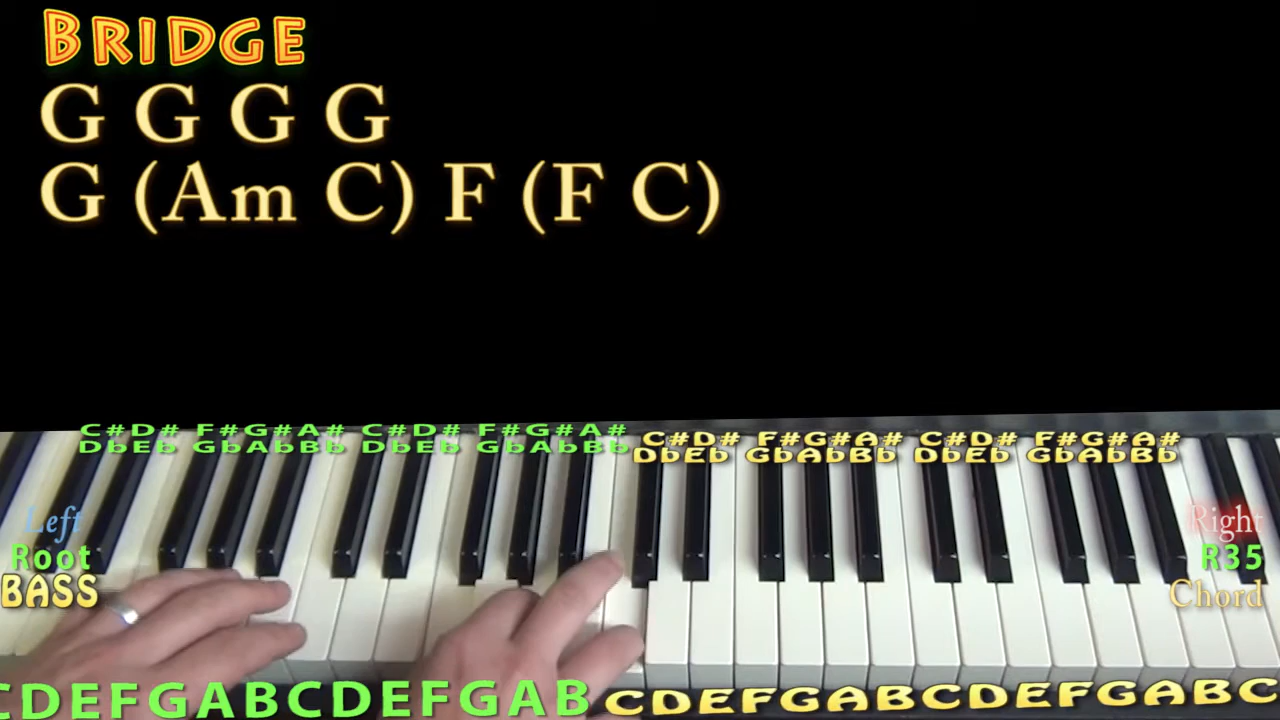 BRIDGE
G G G G
G (Am C) F (F C)
C#D# F#G#A# C#D# F#G#A# C#D# F#G#A# C#D# F#G#A#
DbEb GbAbBb DbEb GbAbBb DbEb GbAbBb DbEb GbAbBb
Left
Root
BASS
Right
R35
Chord
CDEFGABCDEFGAB CDEFGABCDEFGABC